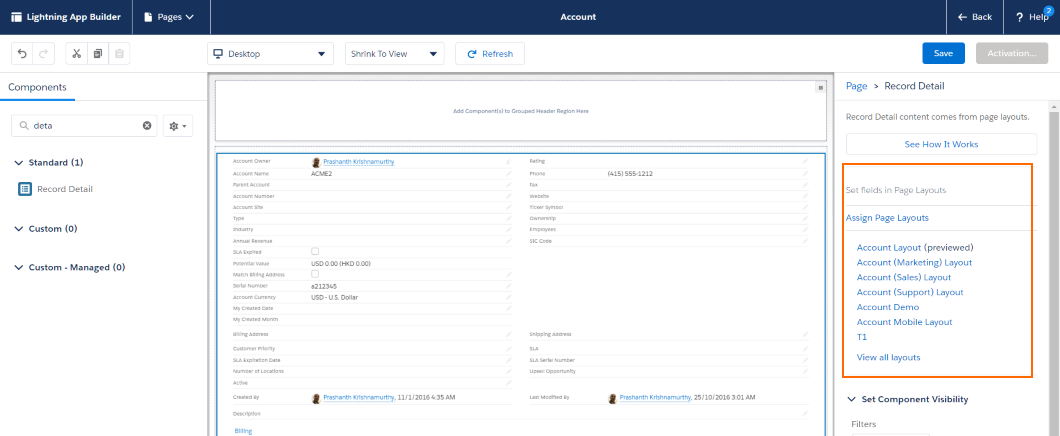 Lightning App Builder
Pages
Account
Back
? Help
2
Desktop
Shrink To View
Refresh
Save
Activation...
Components
deta
Standard (1)
Record Detail
Custom (0)
Custom - Managed (0)
Add Component(s) to Grouped Header Region Here
Account Owner Prashanth Krishnamurthy
Rating
Account Name ACME2
Phone (415) 555-1212
Parent Account
Fax
Account Number
Website
Account Site
Ticker Symbol
Type
Ownership
Industry
Employees
Annual Revenue
SIC Code
SLA Expired
Potential Value USD 0.00 (HKD 0.00)
Match Billing Address
Serial Number a212345
Account Currency USD - U.S. Dollar
My Created Date
My Created Month
Billing Address
Shipping Address
Customer Priority
SLA
SLA Expiration Date
SLA Serial Number
Number of Locations
Upsell Opportunity
Active
Created By Prashanth Krishnamurthy, 11/1/2016 4:35 AM
Last Modified By Prashanth Krishnamurthy, 25/10/2016 3:01 AM
Description
Billing
Page > Record Detail
Record Detail content comes from page layouts.
See How It Works
Set fields in Page Layouts
Assign Page Layouts
Account Layout (previewed)
Account (Marketing) Layout
Account (Sales) Layout
Account (Support) Layout
Account Demo
Account Mobile Layout
T1
View all layouts
Set Component Visibility
Filters